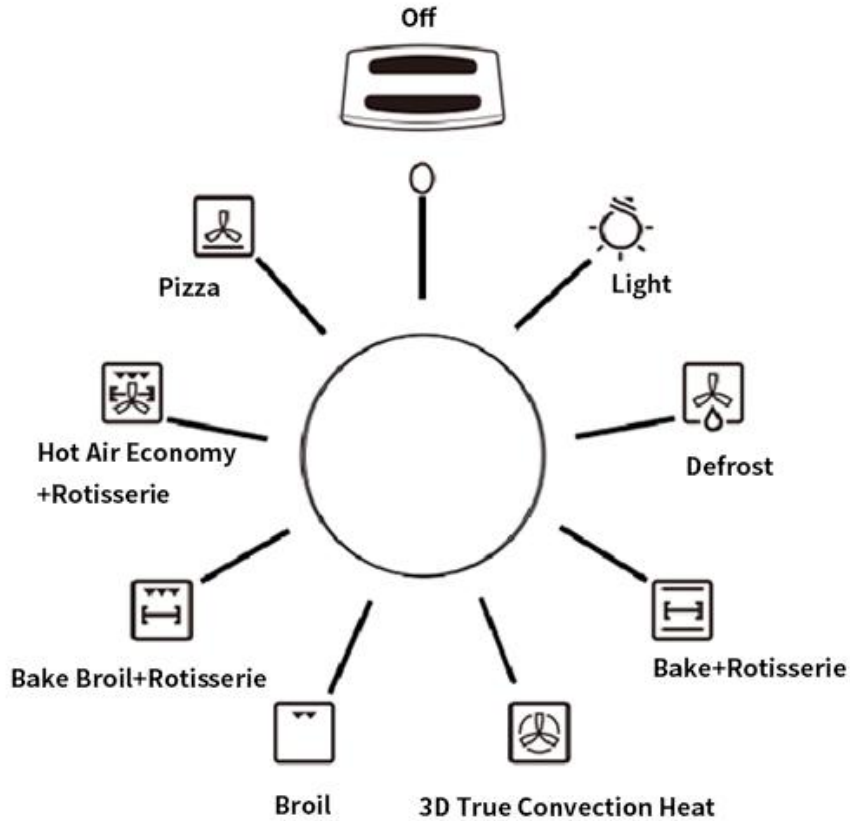 Off
Pizza
Light
Hot Air Economy
+Rotisserie
Defrost
Bake Broil+Rotisserie
Bake+Rotisserie
Broil
3D True Convection Heat